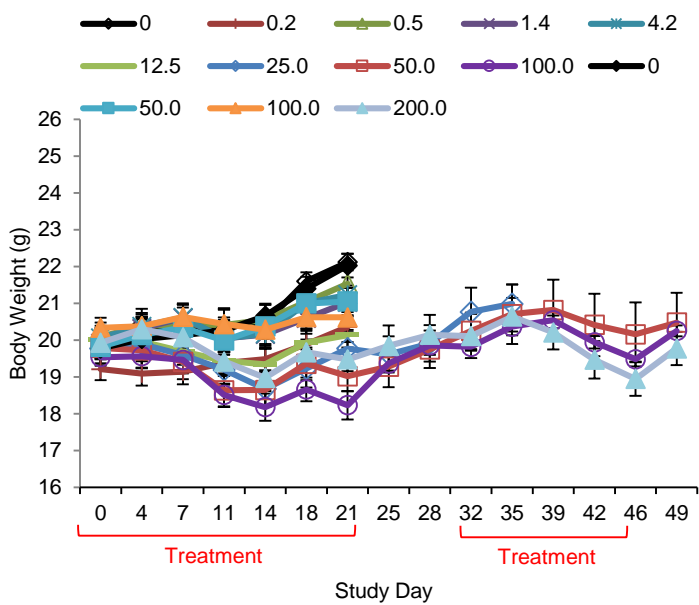 0 0.2 0.5 1.4 4.2
12.5 25.0 50.0 100.0 0
50.0 100.0 200.0
26
25
24
23
22
21
20
19
18
17
16
Body Weight (g)
0 4 7 11 14 18 21 25 28 32 35 39 42 46 49
Treatment Treatment
Study Day